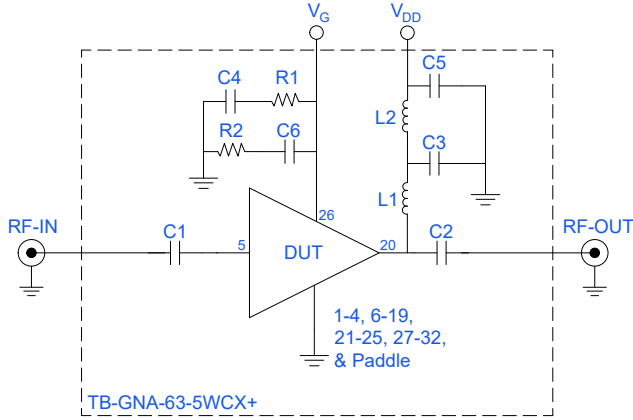 VG
VDD
C4
R1
C5
R2
C6
L2
C3
L1
26
RF-IN
C1
5
DUT
20
C2
RF-OUT
1-4, 6-19,
21-25, 27-32,
& Paddle
TB-GNA-63-5WCX+